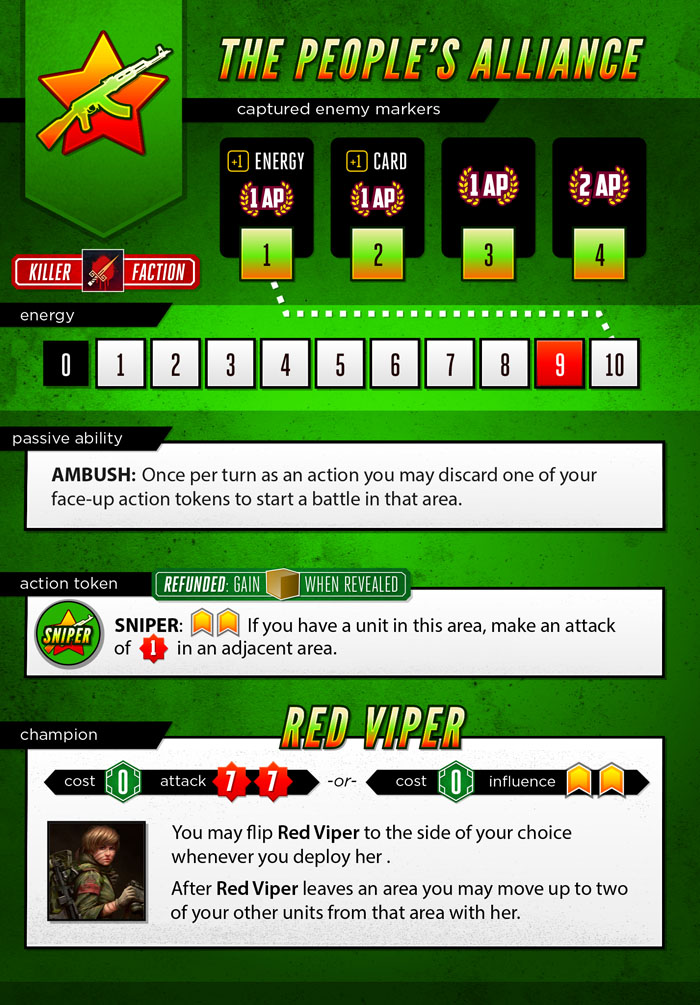 THE PEOPLE'S ALLIANCE
captured enemy markers
+1 ENERGY
1 AP
+1 CARD
1 AP
1 AP
2 AP
1
2
3
4
KILLER FACTION
energy
0 1 2 3 4 5 6 7 8 9 10
passive ability
AMBUSH: Once per turn as an action you may discard one of your
face-up action tokens to start a battle in that area.
action token
REFUNDED: GAIN WHEN REVEALED
SNIPER
SNIPER: If you have a unit in this area, make an attack
of 1 in an adjacent area.
RED VIPER
champion
cost 0 attack 7 7 -or- cost 0 influence
You may flip Red Viper to the side of your choice
whenever you deploy her .
After Red Viper leaves an area you may move up to two
of your other units from that area with her.